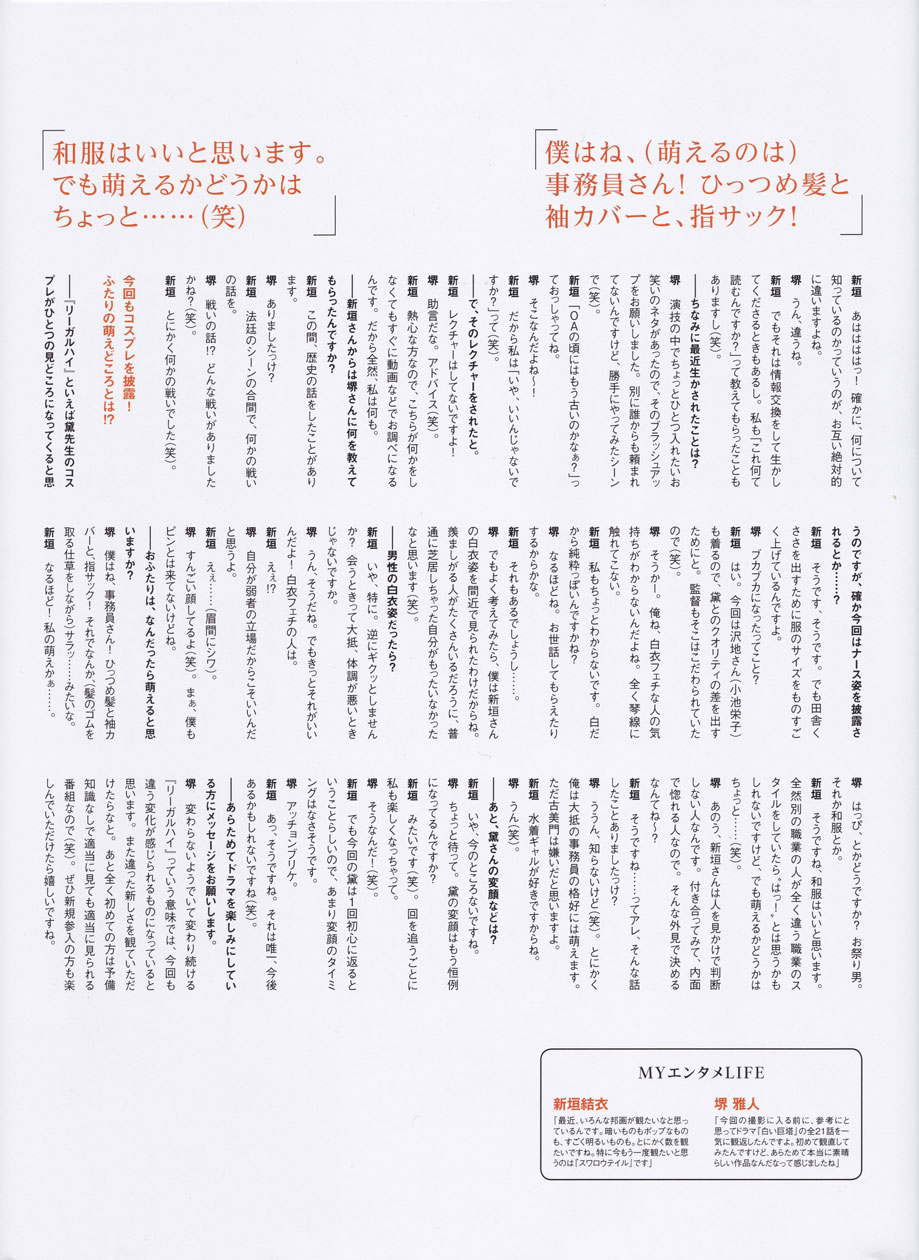 僕はね、（萌えるのは）
事務員さん！ ひっつめ髪と
袖カバーと、指サック！
和服はいいと思います。
でも萌えるかどうかは
ちょっと……（笑）
新垣　あはははは っ！ 確かに、何について
知っているのかっていうのが、お互い絶対的
に違いますよね。
堺　うん、違うね。
新垣　でもそれは情報交換をして生かし
てくださるときもあるし。私も「これ何て
読むんですか？」って教えてもらったことも
ありますし（笑）。
――ちなみに最近生かされたことは？
堺　演技の中でちょっとひとつ入れたいお
笑いのネタがあったので、そのブラッシュアッ
プをお願いしました。別に誰からも頼まれ
てないんですけど、勝手にやってみたシーン
で（笑）。
新垣　「ＯＡの頃にはもう古いのかなぁ？」っ
ておっしゃってね。
堺　そこなんだよね～！
新垣　だから私は「いや、いいんじゃないで
すか？」って（笑）。
――で、そのレクチャーをされたと。
新垣　レクチャーはしてないですよ！
堺　助言だな。アドバイス（笑）。
新垣　熱心な方なので、こちらが何かをし
なくてもすぐに動画などでお調べになる
んです。だから全然、私は何も。
――新垣さんからは堺さんに何を教えて
もらったんですか？
新垣　この間、歴史の話をしたことがあり
ます。
堺　ありましたっけ？
新垣　法廷のシーンの合間で、何かの戦い
の話を。
堺　戦いの話！？ どんな戦いがありました
かね？（笑）。
新垣　とにかく何かの戦いでした（笑）。
今回もコスプレを披露！
ふたりの萌えどころとは！？
――『リーガルハイ』といえば黛先生のコス
プレがひとつの見どころになってくると思
うのですが、確か今回はナース姿を披露さ
れるとか……？
新垣　そうです、そうです。でも田舎く
ささを出すために服のサイズをものすご
く上げているんですよ。
堺　ブカブカになったってこと？
新垣　はい。今回は沢地さん（小池栄子）
も着るので、黛とのクオリティの差を出す
ためにと。監督もそこはこだわられていた
ので（笑）。
堺　そうかー。俺ね、白衣フェチな人の気
持ちがわからないんだよね。全く琴線に
触れてこない。
新垣　私もちょっとわからないです。白だ
から純粋っぽいんですかね？
堺　なるほどね。お世話してもらえたり
するからかな。
新垣　それもあるでしょうし……。
堺　でもよく考えてみたら、僕は新垣さん
の白衣姿を間近で見られたわけだからね。
羨ましがる人がたくさんいるだろうに、普
通に芝居しちゃった自分がもったいなかった
なと思います（笑）。
――男性の白衣姿だったら？
新垣　いや、特に。逆にギクッとしません
か？ 会うときって大抵、体調が悪いとき
じゃないですか。
堺　うん、そうだね。でもきっとそれがいい
んだよ！ 白衣フェチの人は。
新垣　えぇ！？
堺　自分が弱者の立場だからこそいいんだ
と思うよ。
新垣　えぇ……（眉間にシワ）。
堺　すんごい顔してるよ（笑）。まぁ、僕も
ピンとは来てないけどね。
――おふたりは、なんだったら萌えると思
いますか？
堺　僕はね、事務員さん！ ひっつめ髪と袖カ
バーと、指サック！ それでなんか、（髪のゴムを
取る仕草をしながら）サラッ……みたいな。
新垣　なるほど！ 私の萌えかぁ……。
堺　はっぴ、とかどうですか？ お祭り男。
それか和服とか。
新垣　そうですね、和服はいいと思います。
全然別の職業の人が全く違う職業のス
タイルをしていたら、“はっ！”とは思うかも
しれないですけど、でも萌えるかどうかは
ちょっと……（笑）。
堺　あのう、新垣さんは人を見かけで判断
しない人なんです。付き合ってみて、内面
で惚れる人なので。そんな外見で決める
なんてね～？
新垣　そうですね……ってアレ、そんな話
したことありましたっけ？
堺　ううん、知らないけど（笑）。とにかく
俺は大抵の事務員の格好には萌えます。
ただ古美門は嫌いだと思いますよ。
新垣　水着ギャルが好きですからね。
堺　うん（笑）。
――あと、黛さんの変顔などは？
新垣　いや、今のところないです。
堺　ちょっと待って。黛の変顔はもう恒例
になってるんですか？
新垣　みたいです（笑）。回を追うごとに
私も楽しくなっちゃって。
堺　そうなんだ～！（笑）。
新垣　でも今回の黛は１回初心に返ると
いうことらしいので、あまり変顔のタイミ
ングはなさそうです。
堺　アッチョンブリケ。
新垣　あっ、そうですね。それは唯一、今後
あるかもしれないですね（笑）。
――あらためてドラマを楽しみにしてい
る方にメッセージをお願いします。
堺　変わらないようでいて変わり続ける
『リーガルハイ』っていう意味では、今回も
違う変化が感じられるものになっていると
思います。また違った新しさを観ていただ
けたらなと。あと全く初めての方は予備
知識なしで適当に見ても適当に見られる
番組なので（笑）。ぜひ新規参入の方も楽
しんでいただけたら嬉しいですね。
MYエンタメLIFE
堺 雅人
「今回の撮影に入る前に、参考にと
思ってドラマ『白い巨塔』の全21話を一
気に観返したんですよ。初めて観直して
みたんですけど、あらためて本当に素晴
らしい作品なんだなって感じましたね」
新垣結衣
「最近、いろんな邦画が観たいなと思っ
ているんです。暗いものもポップなもの
も、すごく明るいものも。とにかく数を観
たいですね。特に今もう一度観たいと思
うのは『スワロウテイル』です」